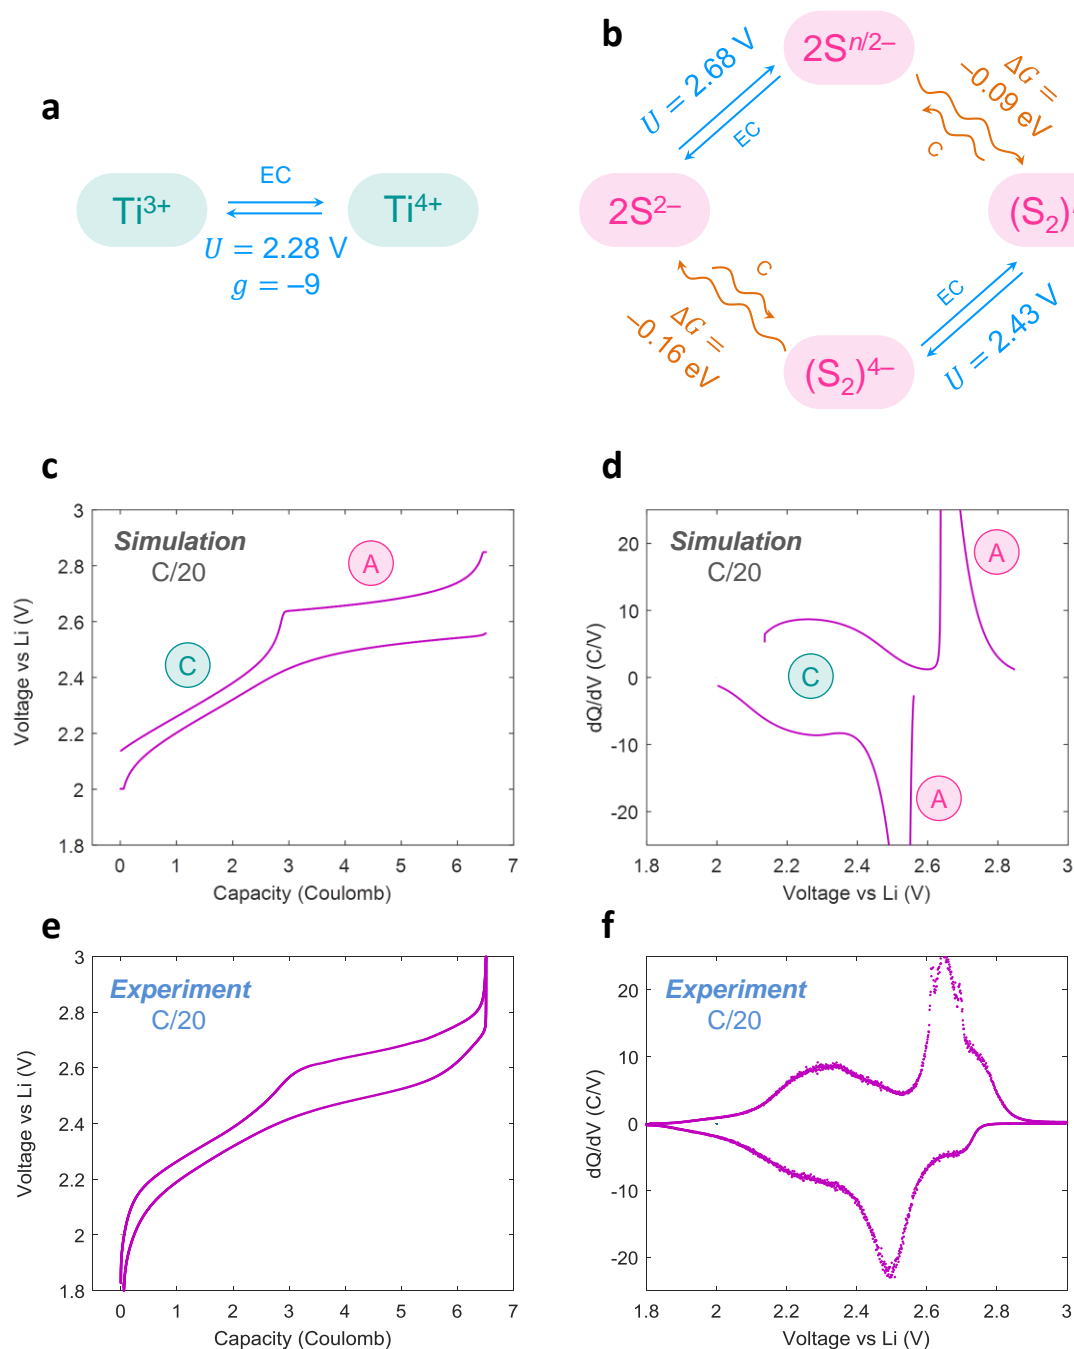 a
EC
Ti³⁺
Ti⁴⁺
U = 2.28 V
g = –9
b
2Sⁿᐟ²⁻
U = 2.68 V
EC
ΔG =
–0.09 eV
C
2S²⁻
(S₂)
C
ΔG =
–0.16 eV
EC
U = 2.43 V
(S₂)⁴⁻
c
Simulation
C/20
A
C
Voltage vs Li (V)
3
2.8
2.6
2.4
2.2
2
1.8
0 1 2 3 4 5 6 7
Capacity (Coulomb)
d
Simulation
C/20
A
C
A
dQ/dV (C/V)
20
10
0
-10
-20
1.8 2 2.2 2.4 2.6 2.8 3
Voltage vs Li (V)
e
Experiment
C/20
Voltage vs Li (V)
3
2.8
2.6
2.4
2.2
2
1.8
0 1 2 3 4 5 6 7
Capacity (Coulomb)
f
Experiment
C/20
dQ/dV (C/V)
20
10
0
-10
-20
1.8 2 2.2 2.4 2.6 2.8 3
Voltage vs Li (V)